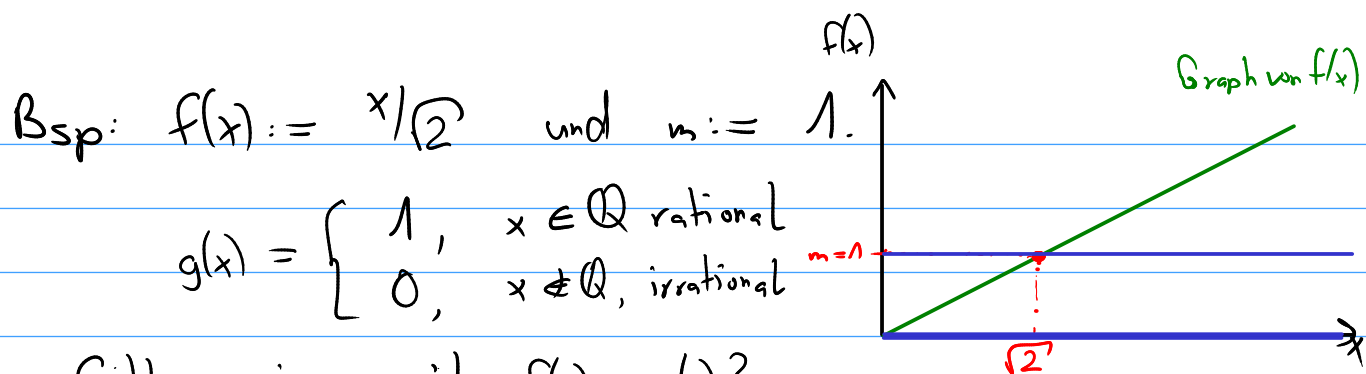 Bsp: f(x) := x/√2 und m := 1.
g(x) = { 1, x ∈ ℚ rational
0, x ∉ ℚ, irrational
f(x)
Graph von f(x)
m=1
√2
x